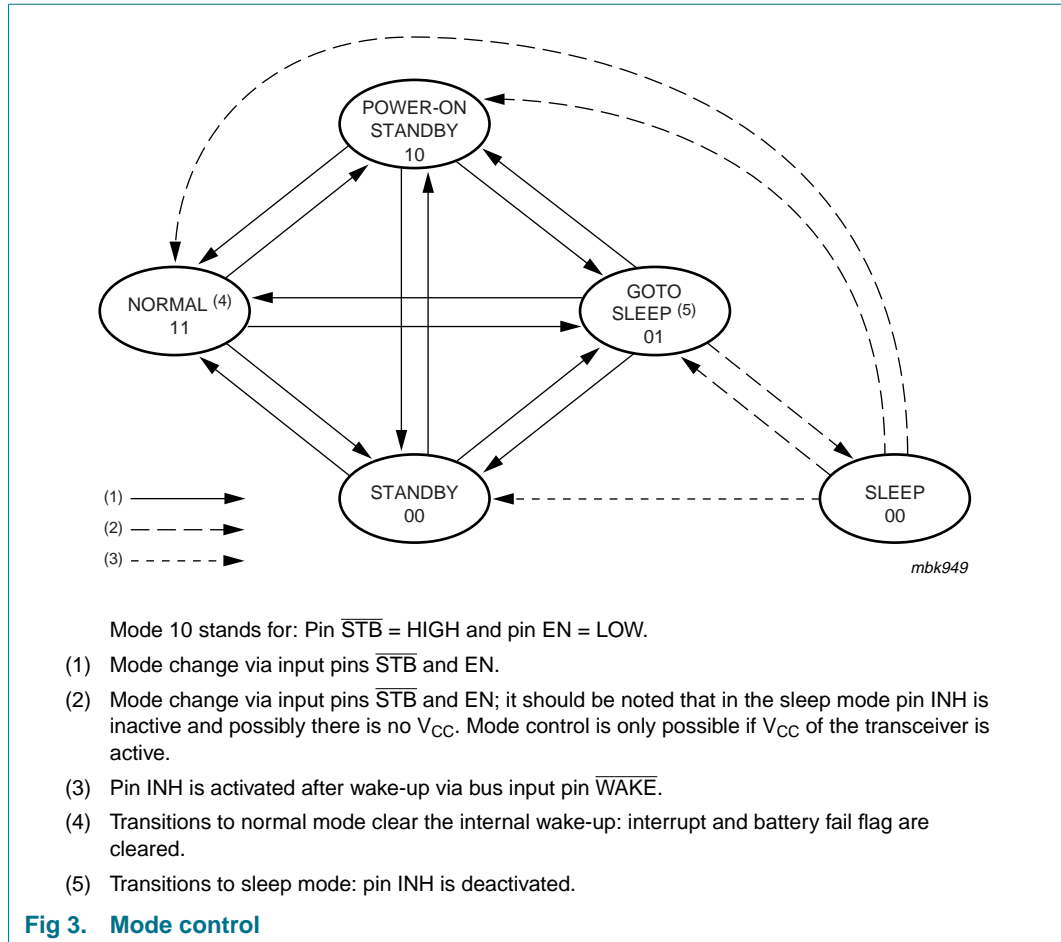 POWER-ON
STANDBY
10
NORMAL (4)
11
GOTO
SLEEP (5)
01
STANDBY
00
SLEEP
00
(1)
(2)
(3)
mbk949
Mode 10 stands for: Pin S̅T̅B̅ = HIGH and pin EN = LOW.
(1) Mode change via input pins S̅T̅B̅ and EN.
(2) Mode change via input pins S̅T̅B̅ and EN; it should be noted that in the sleep mode pin INH is
inactive and possibly there is no VCC. Mode control is only possible if VCC of the transceiver is
active.
(3) Pin INH is activated after wake-up via bus input pin W̅A̅K̅E̅.
(4) Transitions to normal mode clear the internal wake-up: interrupt and battery fail flag are
cleared.
(5) Transitions to sleep mode: pin INH is deactivated.
Fig 3. Mode control